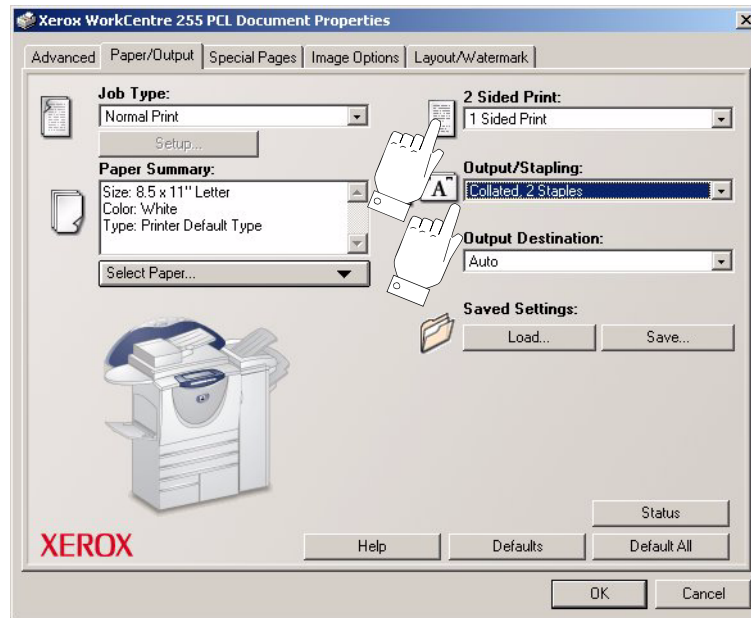 Xerox WorkCentre 255 PCL Document Properties
Advanced
Paper/Output
Special Pages
Image Options
Layout/Watermark
Job Type:
Normal Print
Setup...
Paper Summary:
Size: 8.5 x 11" Letter
Color: White
Type: Printer Default Type
Select Paper...
2 Sided Print:
1 Sided Print
Output/Stapling:
A
Collated, 2 Staples
Output Destination:
Auto
Saved Settings:
Load...
Save...
Status
XEROX
Help
Defaults
Default All
OK
Cancel